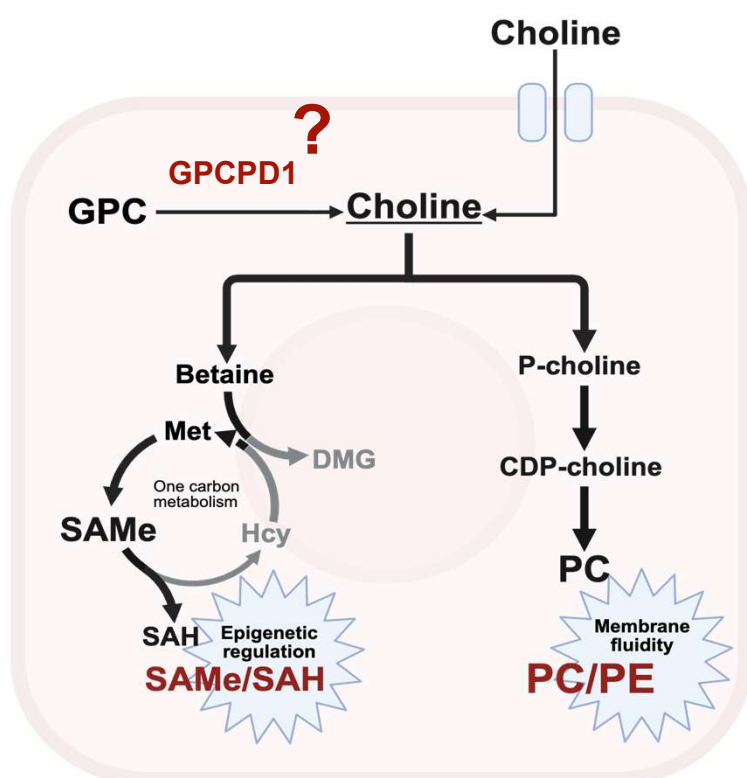 Choline
?
GPCPD1
GPC
Choline
Betaine
P-choline
Met
DMG
CDP-choline
One carbon
metabolism
SAMe
Hcy
PC
SAH
Epigenetic
regulation
SAMe/SAH
Membrane
fluidity
PC/PE